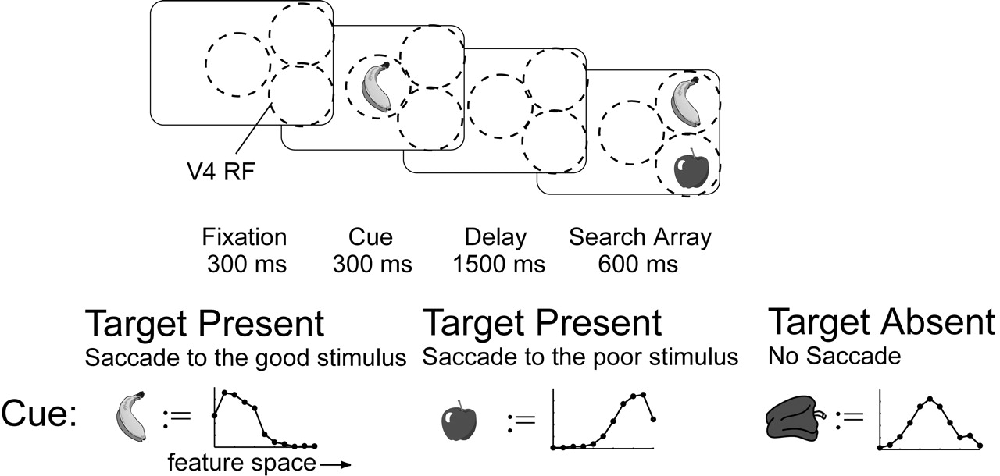 V4 RF
Fixation Cue Delay Search Array
300 ms 300 ms 1500 ms 600 ms
Target Present Target Present Target Absent
Saccade to the good stimulus Saccade to the poor stimulus No Saccade
Cue: := := :=
feature space